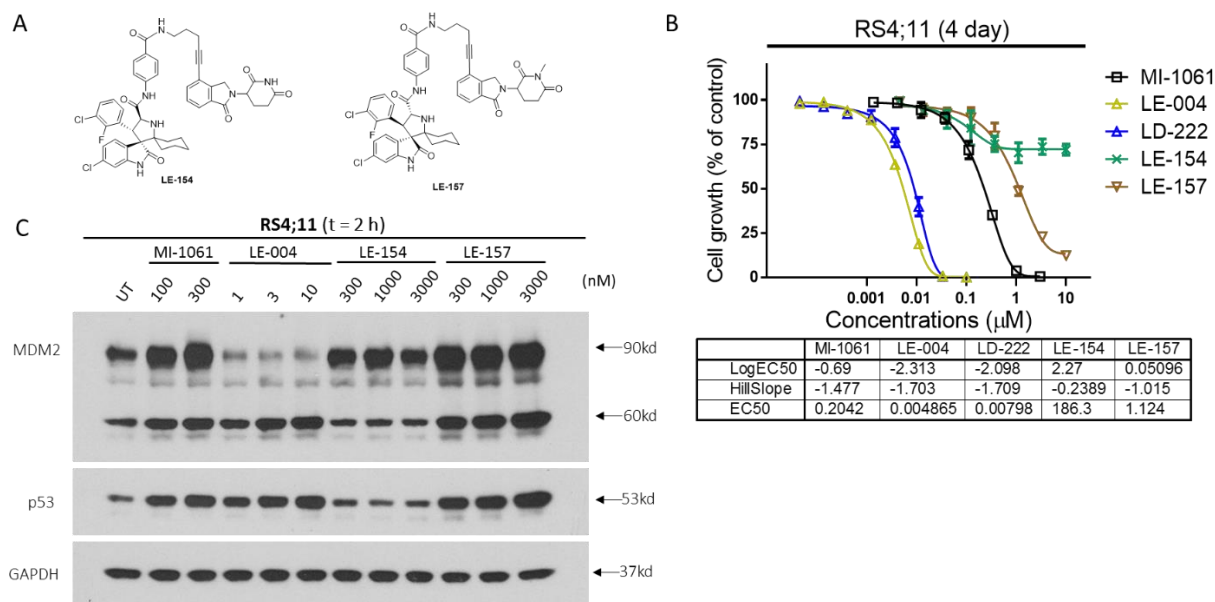 A
H
N
O
O
NH
O
NH
Cl
F
Cl
N
H
O
N
O
O
NH
O
LE-154
H
N
O
O
N
O
NH
Cl
F
Cl
N
H
O
N
O
O
LE-157
B
RS4;11 (4 day)
Cell growth (% of control)
100
75
50
25
0
0.001 0.01 0.1 1 10
Concentrations (μM)
MI-1061
LE-004
LD-222
LE-154
LE-157
MI-1061 LE-004 LD-222 LE-154 LE-157
LogEC50 -0.69 -2.313 -2.098 2.27 0.05096
HillSlope -1.477 -1.703 -1.709 -0.2389 -1.015
EC50 0.2042 0.004865 0.00798 186.3 1.124
C
RS4;11 (t = 2 h)
MI-1061 LE-004 LE-154 LE-157
UT 100 300 1 3 10 300 1000 3000 300 1000 3000 (nM)
MDM2
90kd
60kd
p53
53kd
GAPDH
37kd